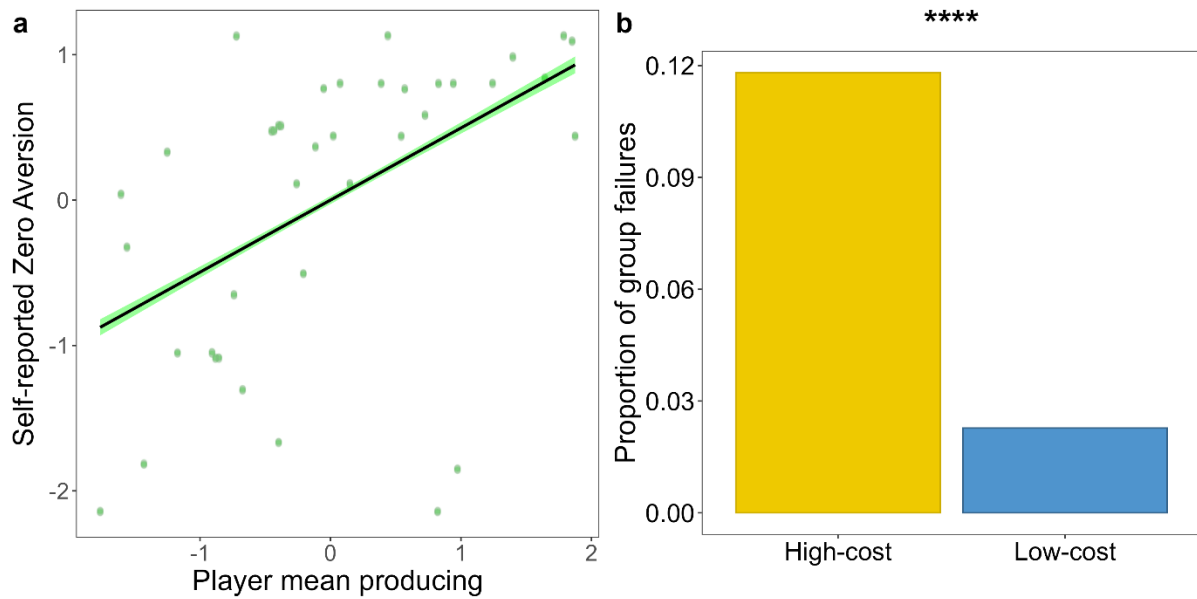 a
Self-reported Zero Aversion
1
0
-1
-2
-1
0
1
2
Player mean producing
b
****
Proportion of group failures
0.12
0.09
0.06
0.03
0.00
High-cost
Low-cost